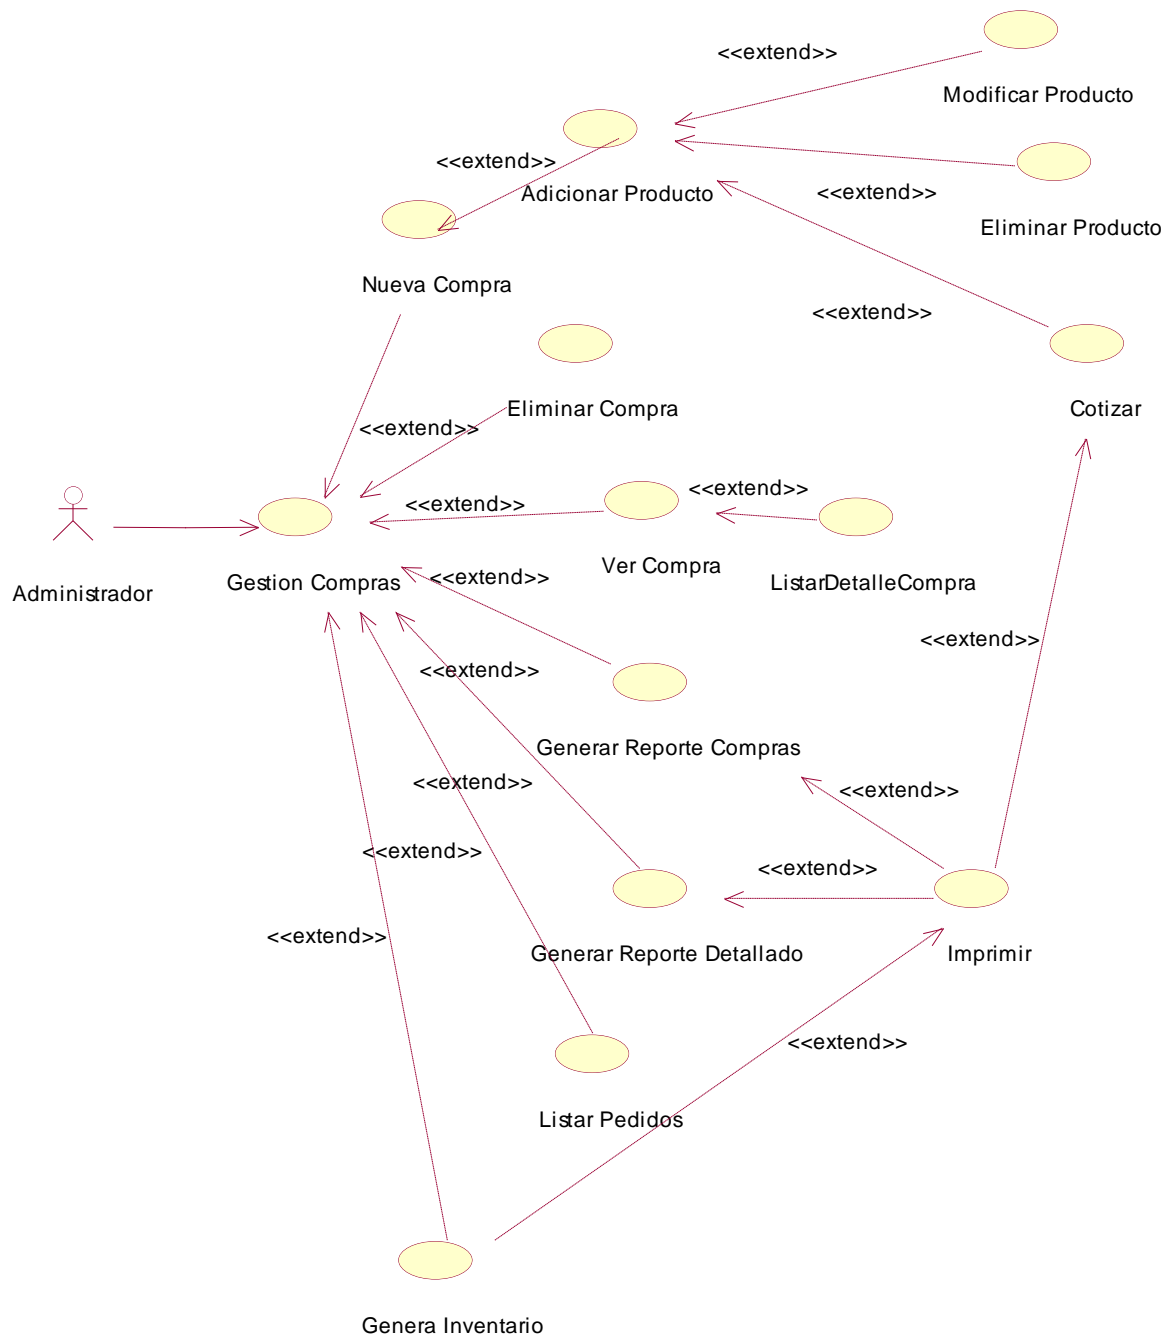 <<extend>>
Modificar Producto
<<extend>>
Adicionar Producto
<<extend>>
Eliminar Producto
Nueva Compra
<<extend>>
Eliminar Compra
Cotizar
<<extend>>
<<extend>>
<<extend>>
Ver Compra
ListarDetalleCompra
Administrador
Gestion Compras
<<extend>>
<<extend>>
<<extend>>
Generar Reporte Compras
<<extend>>
<<extend>>
<<extend>>
<<extend>>
<<extend>>
Generar Reporte Detallado
Imprimir
<<extend>>
Listar Pedidos
Genera Inventario